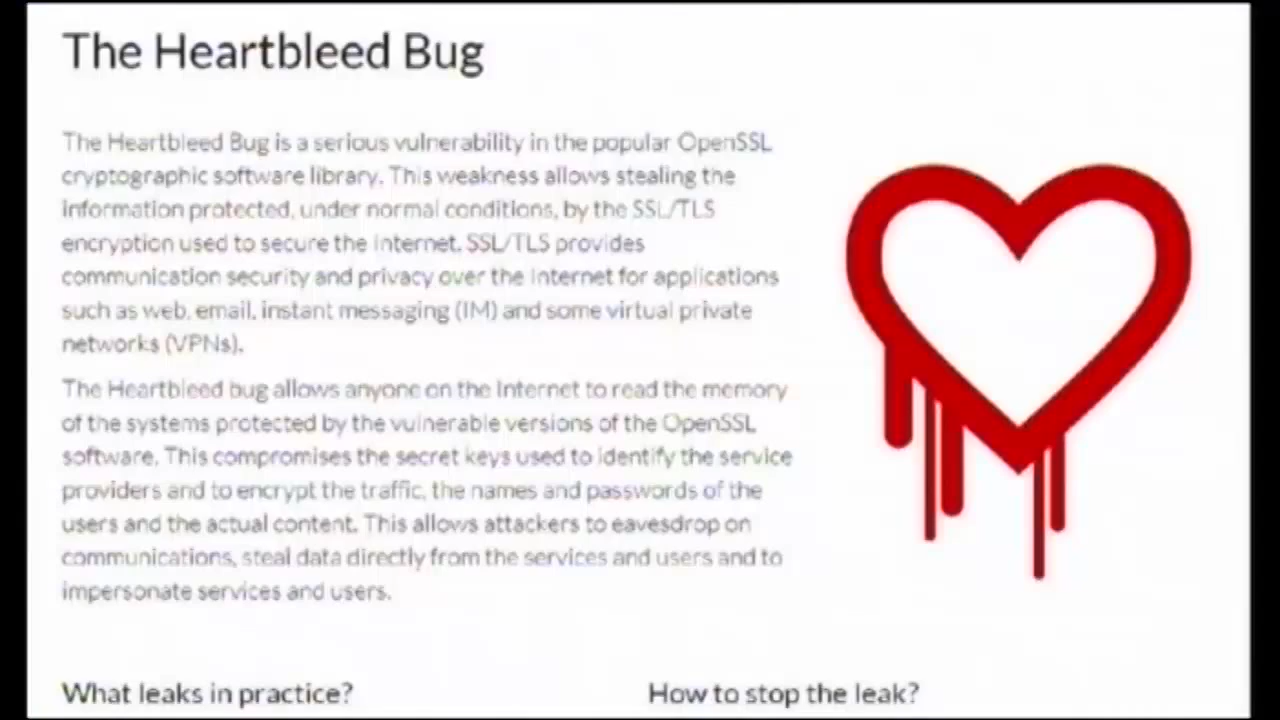 The Heartbleed Bug
The Heartbleed Bug is a serious vulnerability in the popular OpenSSL
cryptographic software library. This weakness allows stealing the
information protected, under normal conditions, by the SSL/TLS
encryption used to secure the Internet. SSL/TLS provides
communication security and privacy over the Internet for applications
such as web, email, instant messaging (IM) and some virtual private
networks (VPNs).
The Heartbleed bug allows anyone on the Internet to read the memory
of the systems protected by the vulnerable versions of the OpenSSL
software. This compromises the secret keys used to identify the service
providers and to encrypt the traffic, the names and passwords of the
users and the actual content. This allows attackers to eavesdrop on
communications, steal data directly from the services and users and to
impersonate services and users.
What leaks in practice?
How to stop the leak?